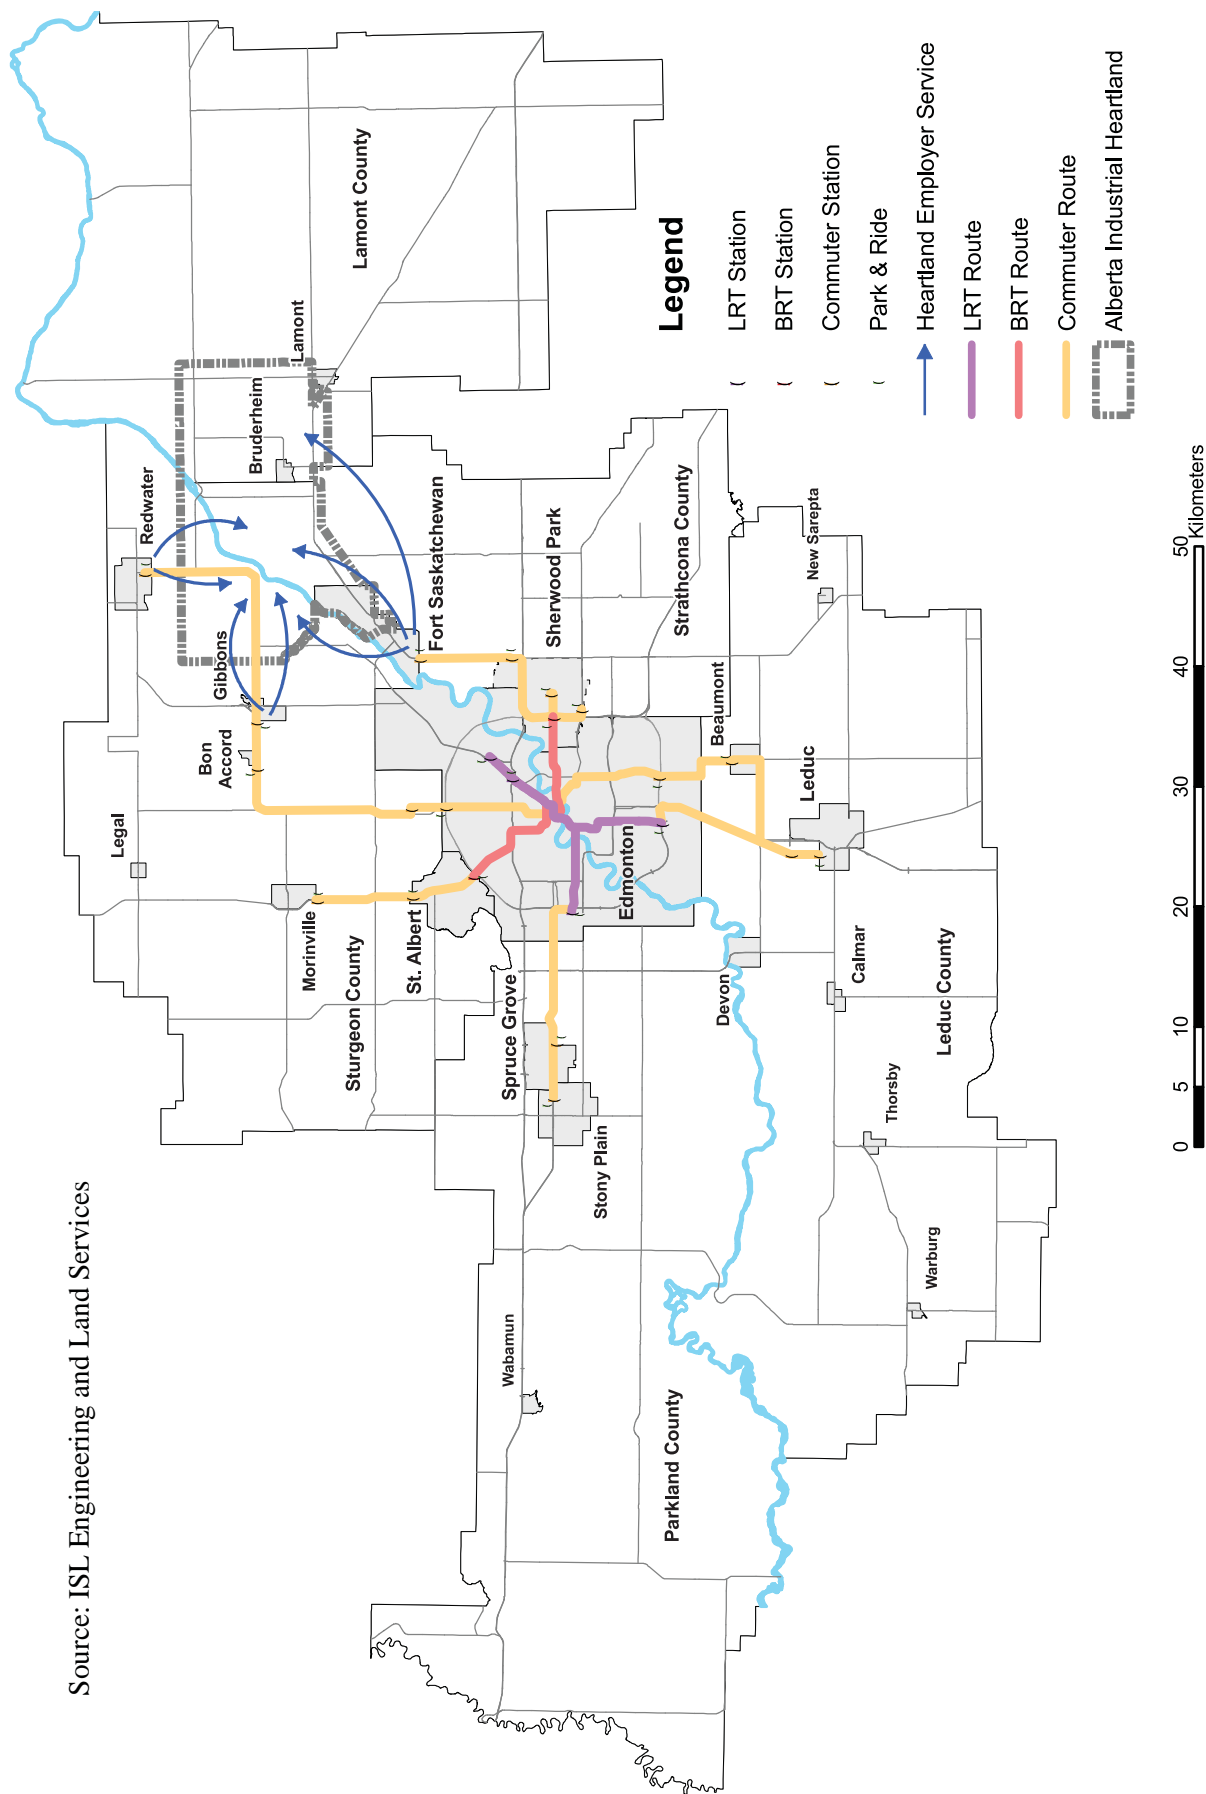 Source: ISL Engineering and Land Services
Redwater
Legal
Bruderheim
Lamont
Lamont County
Gibbons
Bon
Accord
Morinville
Sturgeon County
St. Albert
Fort Saskatchewan
Spruce Grove
Sherwood Park
Stony Plain
Wabamun
Edmonton
Strathcona County
Parkland County
Beaumont
Devon
New Sarepta
Leduc
Calmar
Thorsby
Leduc County
Warburg
Legend
LRT Station
BRT Station
Commuter Station
Park & Ride
Heartland Employer Service
LRT Route
BRT Route
Commuter Route
Alberta Industrial Heartland
0 5 10 20 30 40 50
Kilometers